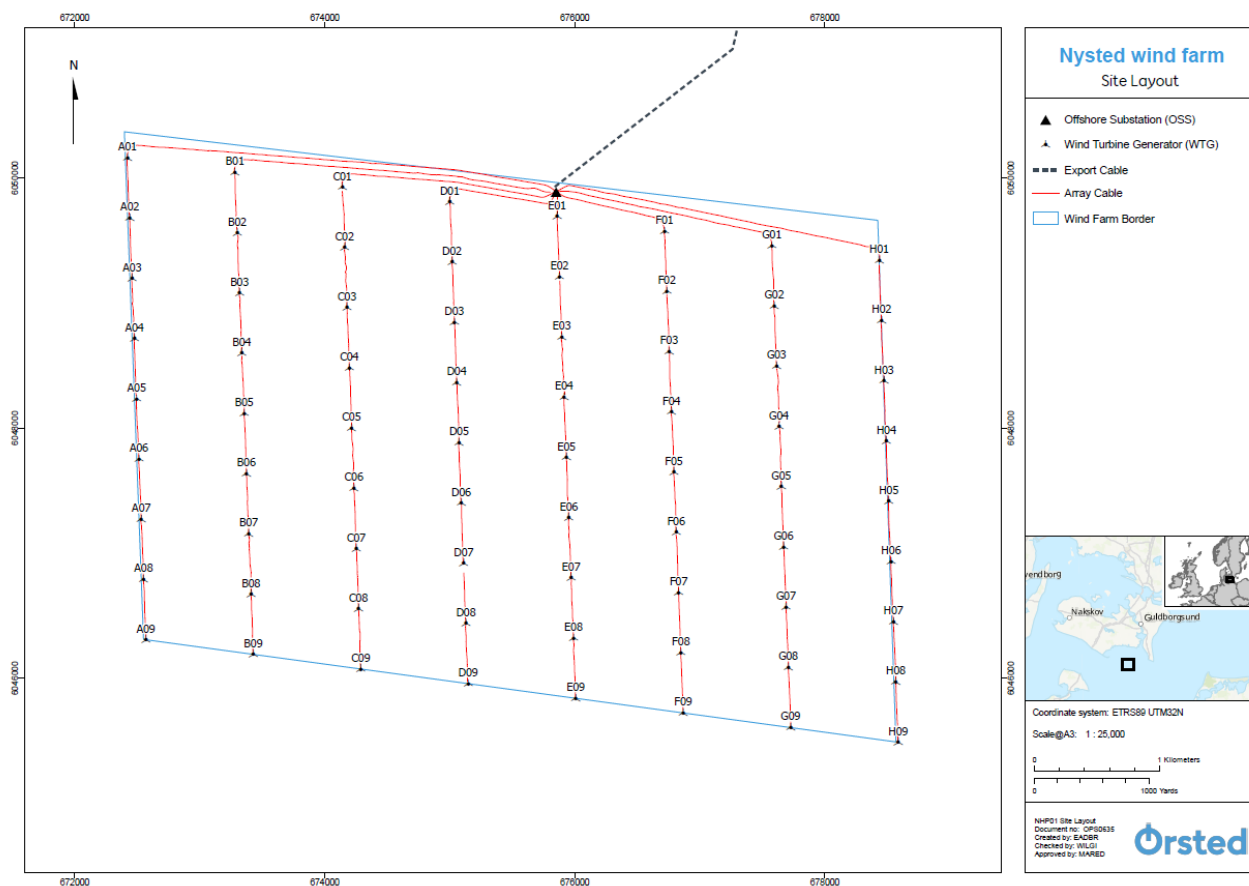 672000
674000
676000
678000
N
6050000
6048000
6046000
6050000
6048000
6046000
A01
B01
C01
D01
E01
F01
G01
H01
A02
B02
C02
D02
E02
F02
G02
H02
A03
B03
C03
D03
E03
F03
G03
H03
A04
B04
C04
D04
E04
F04
G04
H04
A05
B05
C05
D05
E05
F05
G05
H05
A06
B06
C06
D06
E06
F06
G06
H06
A07
B07
C07
D07
E07
F07
G07
H07
A08
B08
C08
D08
E08
F08
G08
H08
A09
B09
C09
D09
E09
F09
G09
H09
672000
674000
676000
678000
Nysted wind farm
Site Layout
Offshore Substation (OSS)
Wind Turbine Generator (WTG)
Export Cable
Array Cable
Wind Farm Border
vendborg
Nakskov
Guldborgsund
Coordinate system: ETRS89 UTM32N
Scale@A3: 1 : 25,000
0
1 Kilometers
0
1000 Yards
NHP01 Site Layout
Document no: OPS0635
Created by: EADBR
Checked by: WILGI
Approved by: MARED
Ørsted